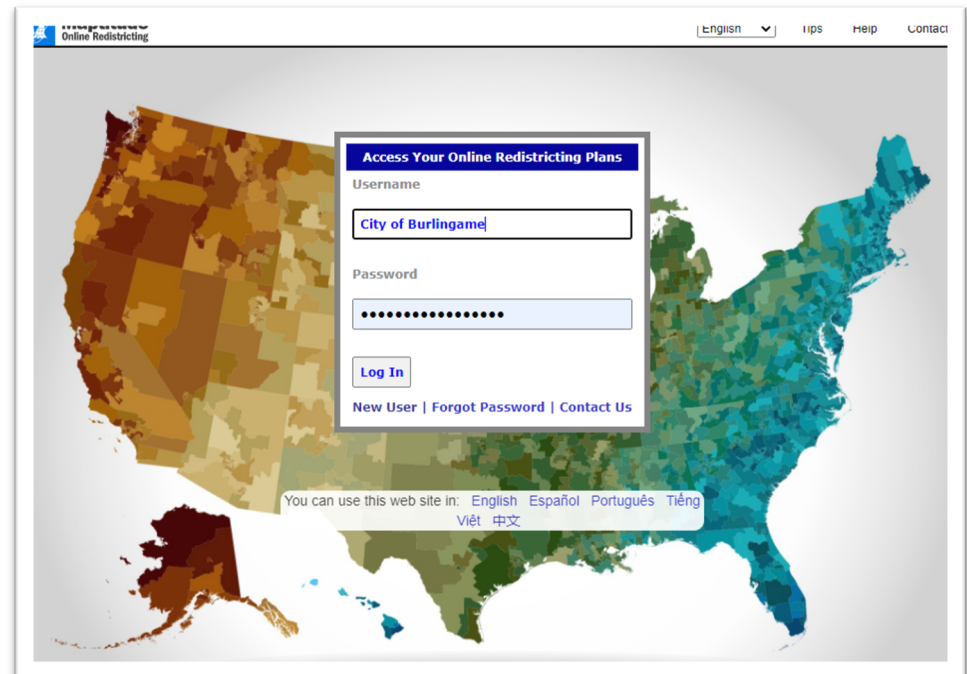 Maptitude
Online Redistricting
English Tips Help Contact
Access Your Online Redistricting Plans
Username
City of Burlingame
Password
•••••••••••••••••
Log In
New User | Forgot Password | Contact Us
You can use this web site in: English Español Português Tiếng
Việt 中文